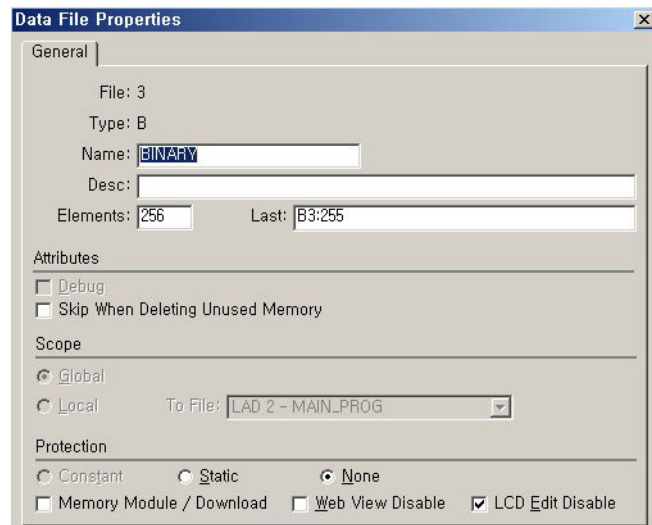 Data File Properties
General
File: 3
Type: B
Name: BINARY
Desc:
Elements: 256 Last: B3:255
Attributes
Debug
Skip When Deleting Unused Memory
Scope
Global
Local To File: LAD 2 - MAIN_PROG
Protection
Constant Static None
Memory Module / Download Web View Disable LCD Edit Disable